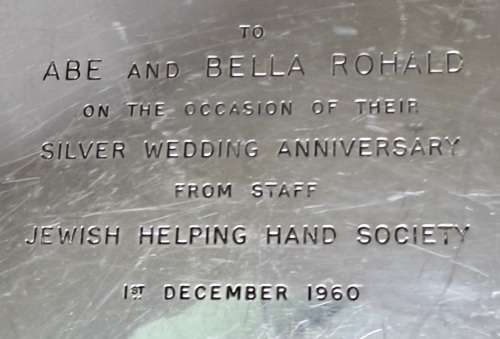 TO
ABE AND BELLA ROHALD
ON THE OCCASION OF THEIR
SILVER WEDDING ANNIVERSARY
FROM STAFF
JEWISH HELPING HAND SOCIETY
1ST DECEMBER 1960